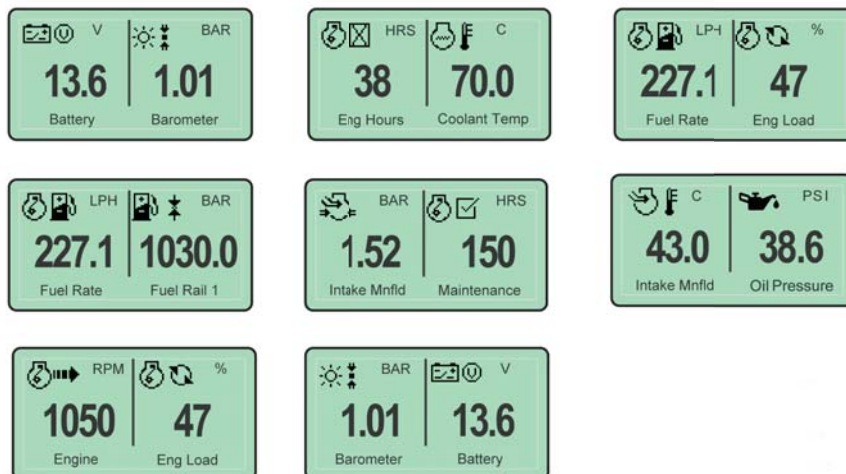 V BAR
13.6 1.01
Battery Barometer
HRS C
38 70.0
Eng Hours Coolant Temp
LPH %
227.1 47
Fuel Rate Eng Load
LPH BAR
227.1 1030.0
Fuel Rate Fuel Rail 1
BAR HRS
1.52 150
Intake Mnfld Maintenance
C PSI
43.0 38.6
Intake Mnfld Oil Pressure
RPM %
1050 47
Engine Eng Load
BAR V
1.01 13.6
Barometer Battery